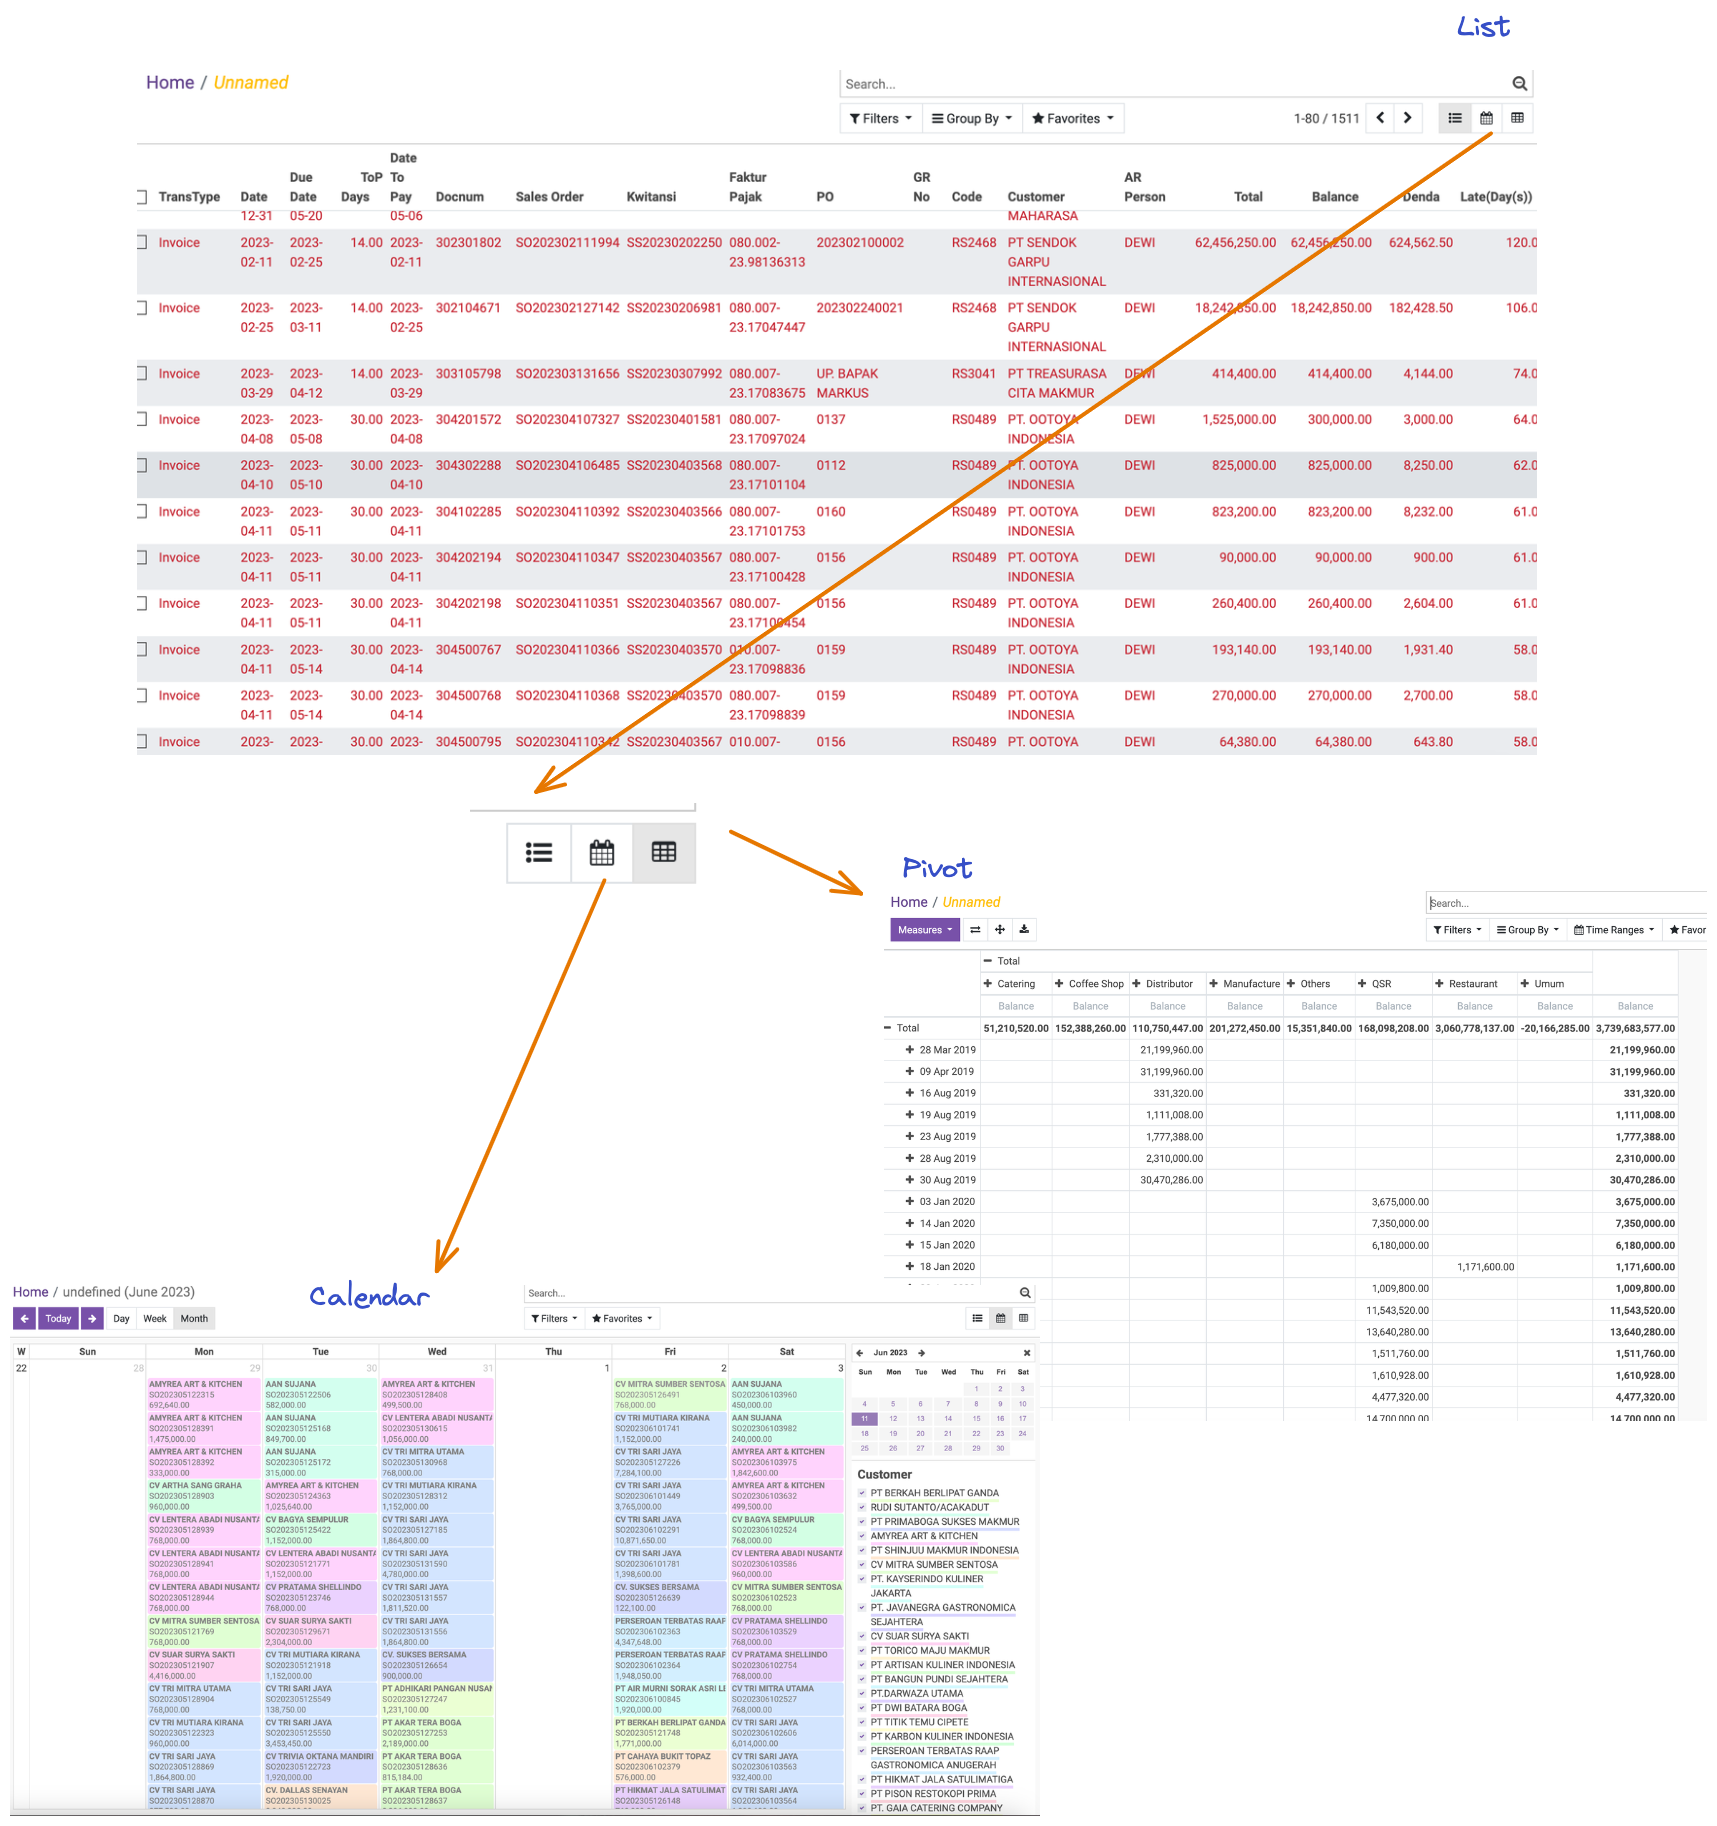 List
Home / Unnamed
Search...
Filters Group By Favorites 1-80 / 1511
TransType Date Due Date ToP Days Date To Pay Docnum Sales Order Kwitansi Faktur Pajak PO GR No Code Customer AR Person Total Balance Denda Late(Day(s))
12-31 05-20 05-06 MAHARASA
Invoice 2023-02-11 2023-02-25 14.00 2023-02-11 302301802 SO202302111994 SS20230202250 080.002-23.98136313 202302100002 RS2468 PT SENDOK GARPU INTERNASIONAL DEWI 62,456,250.00 62,456,250.00 624,562.50 120.0
Invoice 2023-02-25 2023-03-11 14.00 2023-02-25 302104671 SO202302127142 SS20230206981 080.007-23.17047447 202302240021 RS2468 PT SENDOK GARPU INTERNASIONAL DEWI 18,242,850.00 18,242,850.00 182,428.50 106.0
Invoice 2023-03-29 2023-04-12 14.00 2023-03-29 303105798 SO202303131656 SS20230307992 080.007-23.17083675 UP. BAPAK MARKUS RS3041 PT TREASURASA CITA MAKMUR DEWI 414,400.00 414,400.00 4,144.00 74.0
Invoice 2023-04-08 2023-05-08 30.00 2023-04-08 304201572 SO202304107327 SS20230401581 080.007-23.17097024 0137 RS0489 PT. OOTOYA INDONESIA DEWI 1,525,000.00 300,000.00 3,000.00 64.0
Invoice 2023-04-10 2023-05-10 30.00 2023-04-10 304302288 SO202304106485 SS20230403568 080.007-23.17101104 0112 RS0489 PT. OOTOYA INDONESIA DEWI 825,000.00 825,000.00 8,250.00 62.0
Invoice 2023-04-11 2023-05-11 30.00 2023-04-11 304102285 SO202304110392 SS20230403566 080.007-23.17101753 0160 RS0489 PT. OOTOYA INDONESIA DEWI 823,200.00 823,200.00 8,232.00 61.0
Invoice 2023-04-11 2023-05-11 30.00 2023-04-11 304202194 SO202304110347 SS20230403567 080.007-23.17100428 0156 RS0489 PT. OOTOYA INDONESIA DEWI 90,000.00 90,000.00 900.00 61.0
Invoice 2023-04-11 2023-05-11 30.00 2023-04-11 304202198 SO202304110351 SS20230403567 080.007-23.17100454 0156 RS0489 PT. OOTOYA INDONESIA DEWI 260,400.00 260,400.00 2,604.00 61.0
Invoice 2023-04-11 2023-05-14 30.00 2023-04-14 304500767 SO202304110366 SS20230403570 010.007-23.17098836 0159 RS0489 PT. OOTOYA INDONESIA DEWI 193,140.00 193,140.00 1,931.40 58.0
Invoice 2023-04-11 2023-05-14 30.00 2023-04-14 304500768 SO202304110368 SS20230403570 080.007-23.17098839 0159 RS0489 PT. OOTOYA INDONESIA DEWI 270,000.00 270,000.00 2,700.00 58.0
Invoice 2023- 2023- 30.00 2023- 304500795 SO202304110342 SS20230403567 010.007- 0156 RS0489 PT. OOTOYA DEWI 64,380.00 64,380.00 643.80 58.0
Pivot
Home / Unnamed
Search...
Measures Filters Group By Time Ranges Favor
Total
Catering Coffee Shop Distributor Manufacture Others QSR Restaurant Umum
Balance Balance Balance Balance Balance Balance Balance Balance Balance
Total 51,210,520.00 152,388,260.00 110,750,447.00 201,272,450.00 15,351,840.00 168,098,208.00 3,060,778,137.00 -20,166,285.00 3,739,683,577.00
28 Mar 2019 21,199,960.00 21,199,960.00
09 Apr 2019 31,199,960.00 31,199,960.00
16 Aug 2019 331,320.00 331,320.00
19 Aug 2019 1,111,008.00 1,111,008.00
23 Aug 2019 1,777,388.00 1,777,388.00
28 Aug 2019 2,310,000.00 2,310,000.00
30 Aug 2019 30,470,286.00 30,470,286.00
03 Jan 2020 3,675,000.00 3,675,000.00
14 Jan 2020 7,350,000.00 7,350,000.00
15 Jan 2020 6,180,000.00 6,180,000.00
18 Jan 2020 1,171,600.00 1,171,600.00
1,009,800.00 1,009,800.00
11,543,520.00 11,543,520.00
13,640,280.00 13,640,280.00
1,511,760.00 1,511,760.00
1,610,928.00 1,610,928.00
4,477,320.00 4,477,320.00
14,700,000.00 14,700,000.00
Calendar
Home / undefined (June 2023)
Search...
Today Day Week Month Filters Favorites
W Sun Mon Tue Wed Thu Fri Sat
22 28 29 30 31 1 2 3
AMYREA ART & KITCHEN
SO202305122315
692,640.00
AMYREA ART & KITCHEN
SO202305128391
1,475,000.00
AMYREA ART & KITCHEN
SO202305128392
333,000.00
CV ARTHA SANG GRAHA
SO202305128903
960,000.00
CV LENTERA ABADI NUSANTA
SO202305128939
768,000.00
CV LENTERA ABADI NUSANTA
SO202305128941
768,000.00
CV LENTERA ABADI NUSANTA
SO202305128944
768,000.00
CV MITRA SUMBER SENTOSA
SO202305121769
768,000.00
CV SUAR SURYA SAKTI
SO202305121907
4,416,000.00
CV TRI MITRA UTAMA
SO202305128904
768,000.00
CV TRI MUTIARA KIRANA
SO202305122323
960,000.00
CV TRI SARI JAYA
SO202305128869
1,864,800.00
CV TRI SARI JAYA
SO202305128870
AAN SUJANA
SO202305122506
582,000.00
AAN SUJANA
SO202305125168
849,700.00
AAN SUJANA
SO202305125172
315,000.00
AMYREA ART & KITCHEN
SO202305124363
1,025,640.00
CV BAGYA SEMPULUR
SO202305125422
1,152,000.00
CV LENTERA ABADI NUSANTA
SO202305121771
1,152,000.00
CV PRATAMA SHELLINDO
SO202305123746
768,000.00
CV SUAR SURYA SAKTI
SO202305129671
2,304,000.00
CV TRI MUTIARA KIRANA
SO202305121918
1,152,000.00
CV TRI SARI JAYA
SO202305125549
138,750.00
CV TRI SARI JAYA
SO202305125550
3,453,450.00
CV TRIVIA OKTANA MANDIRI
SO202305122723
1,920,000.00
CV. DALLAS SENAYAN
SO202305130025
AMYREA ART & KITCHEN
SO202305128408
499,500.00
CV LENTERA ABADI NUSANTA
SO202305130615
1,056,000.00
CV TRI MITRA UTAMA
SO202305130968
768,000.00
CV TRI MUTIARA KIRANA
SO202305128312
1,152,000.00
CV TRI SARI JAYA
SO202305127185
1,864,800.00
CV TRI SARI JAYA
SO202305131590
4,780,000.00
CV TRI SARI JAYA
SO202305131557
1,811,520.00
CV TRI SARI JAYA
SO202305131556
1,864,800.00
CV. SUKSES BERSAMA
SO202305126654
900,000.00
PT ADHIKARI PANGAN NUSAN
SO202305127247
1,231,100.00
PT AKAR TERA BOGA
SO202305127253
2,189,000.00
PT AKAR TERA BOGA
SO202305128636
815,184.00
PT AKAR TERA BOGA
SO202305128637
CV MITRA SUMBER SENTOSA
SO202305126491
768,000.00
CV TRI MUTIARA KIRANA
SO202306101741
1,152,000.00
CV TRI SARI JAYA
SO202305127226
7,284,100.00
CV TRI SARI JAYA
SO202306101449
3,765,000.00
CV TRI SARI JAYA
SO202306102291
10,871,650.00
CV TRI SARI JAYA
SO202306101781
1,398,600.00
CV. SUKSES BERSAMA
SO202305126639
122,100.00
PERSEROAN TERBATAS RAAP
SO202306102363
4,347,648.00
PERSEROAN TERBATAS RAAP
SO202306102364
1,948,050.00
PT AIR MURNI SORAK ASRI LE
SO202306100845
1,920,000.00
PT BERKAH BERLIPAT GANDA
SO202305121748
1,771,000.00
PT CAHAYA BUKIT TOPAZ
SO202306102379
576,000.00
PT HIKMAT JALA SATULIMAT
SO202305126148
AAN SUJANA
SO202306103960
450,000.00
AAN SUJANA
SO202306103982
240,000.00
AMYREA ART & KITCHEN
SO202306103975
1,842,600.00
AMYREA ART & KITCHEN
SO202306103632
499,500.00
CV BAGYA SEMPULUR
SO202306102524
768,000.00
CV LENTERA ABADI NUSANTA
SO202306103586
960,000.00
CV MITRA SUMBER SENTOSA
SO202306102523
768,000.00
CV PRATAMA SHELLINDO
SO202306103529
768,000.00
CV PRATAMA SHELLINDO
SO202306102754
768,000.00
CV TRI MITRA UTAMA
SO202306102527
768,000.00
CV TRI SARI JAYA
SO202306102606
6,014,000.00
CV TRI SARI JAYA
SO202306103563
932,400.00
CV TRI SARI JAYA
SO202306103564
Jun 2023
Sun Mon Tue Wed Thu Fri Sat
1 2 3
4 5 6 7 8 9 10
11 12 13 14 15 16 17
18 19 20 21 22 23 24
25 26 27 28 29 30
Customer
PT BERKAH BERLIPAT GANDA
RUDI SUTANTO/ACAKADUT
PT PRIMABOGA SUKSES MAKMUR
AMYREA ART & KITCHEN
PT SHINJUU MAKMUR INDONESIA
CV MITRA SUMBER SENTOSA
PT. KAYSERINDO KULINER
JAKARTA
PT. JAVANEGRA GASTRONOMICA
SEJAHTERA
CV SUAR SURYA SAKTI
PT TORICO MAJU MAKMUR
PT ARTISAN KULINER INDONESIA
PT BANGUN PUNDI SEJAHTERA
PT.DARWAZA UTAMA
PT DWI BATARA BOGA
PT TITIK TEMU CIPETE
PT KARBON KULINER INDONESIA
PERSEROAN TERBATAS RAAP
GASTRONOMICA ANUGERAH
PT HIKMAT JALA SATULIMATIGA
PT PISON RESTOKOPI PRIMA
PT. GAIA CATERING COMPANY